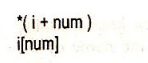 *( i + num )
i[num]